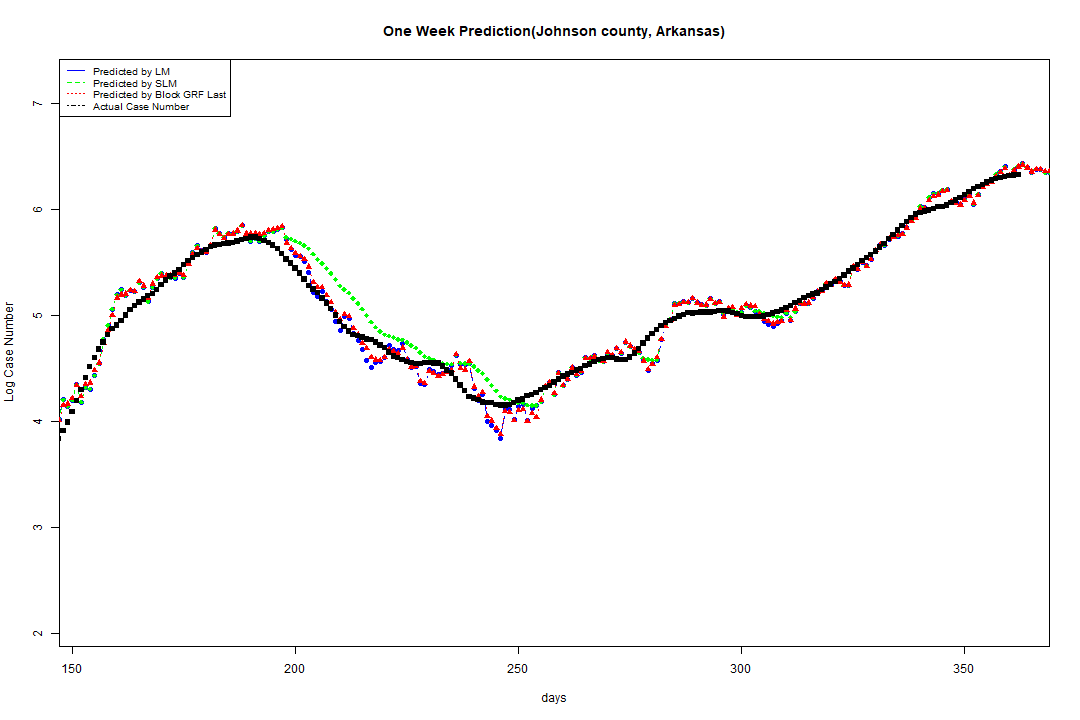 One Week Prediction(Johnson county, Arkansas)
Predicted by LM
Predicted by SLM
Predicted by Block GRF Last
Actual Case Number
7
6
5
4
3
2
Log Case Number
150 200 250 300 350
days